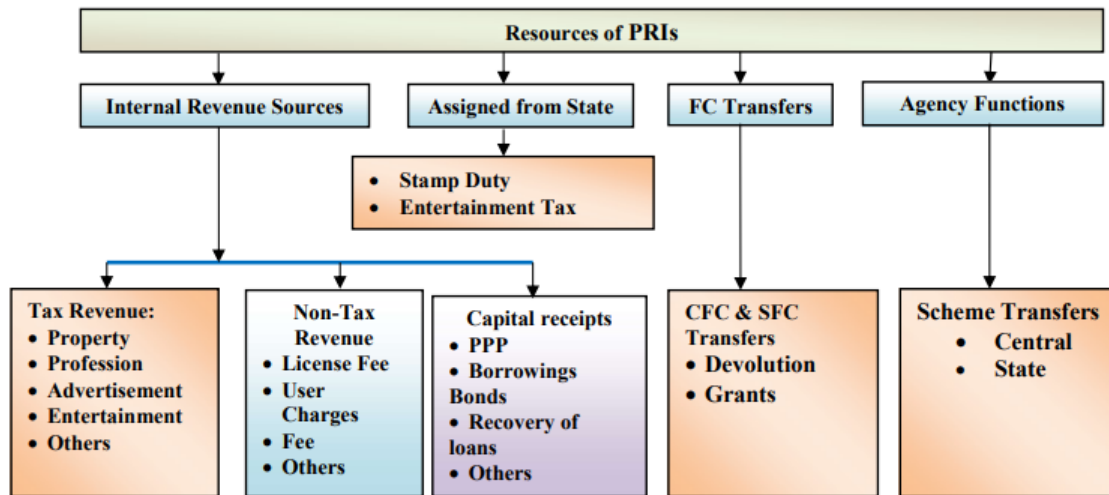 Resources of PRIs
Internal Revenue Sources
Assigned from State
FC Transfers
Agency Functions
• Stamp Duty
• Entertainment Tax
Tax Revenue:
• Property
• Profession
• Advertisement
• Entertainment
• Others
Non-Tax
Revenue
• License Fee
• User
Charges
• Fee
• Others
Capital receipts
• PPP
• Borrowings
Bonds
• Recovery of
loans
• Others
CFC & SFC
Transfers
• Devolution
• Grants
Scheme Transfers
• Central
• State